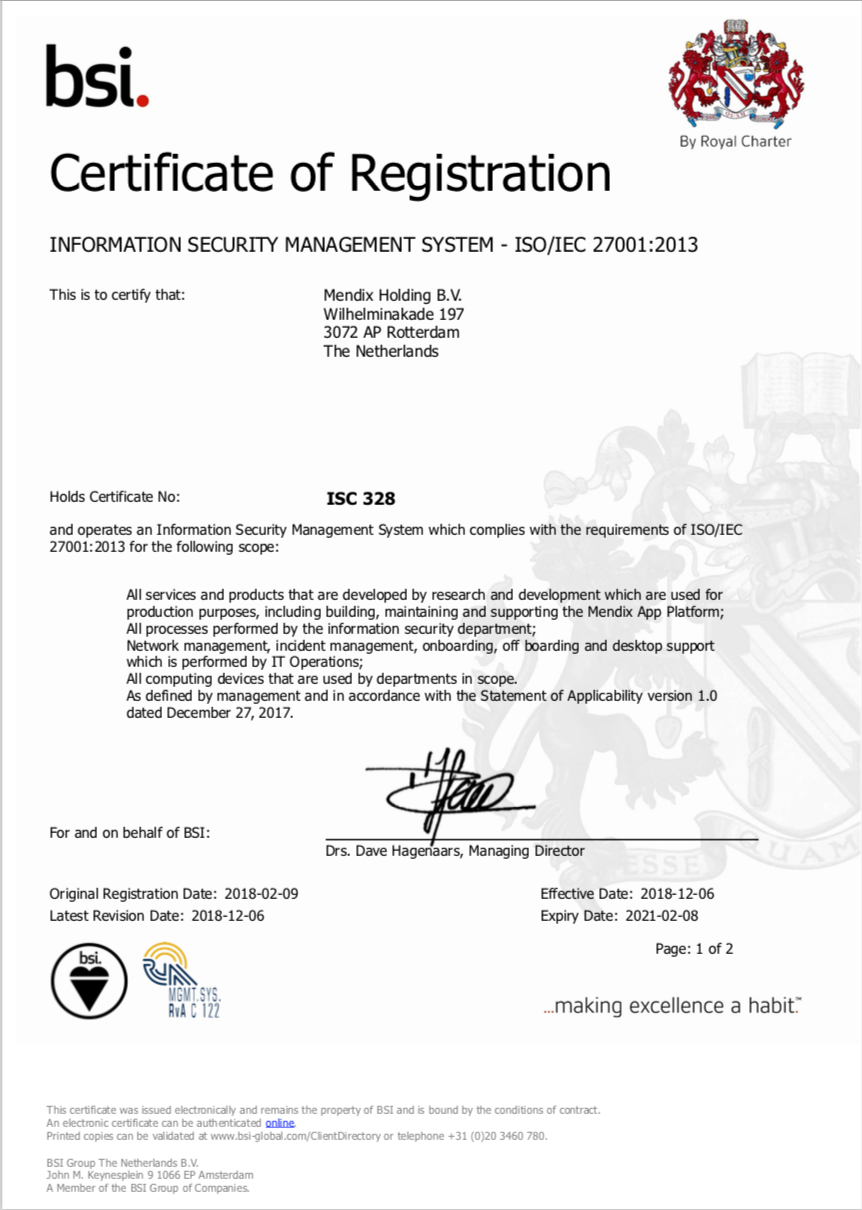 bsi.
By Royal Charter
Certificate of Registration
INFORMATION SECURITY MANAGEMENT SYSTEM - ISO/IEC 27001:2013
This is to certify that:
Mendix Holding B.V.
Wilhelminakade 197
3072 AP Rotterdam
The Netherlands
Holds Certificate No:
ISC 328
and operates an Information Security Management System which complies with the requirements of ISO/IEC
27001:2013 for the following scope:
All services and products that are developed by research and development which are used for
production purposes, including building, maintaining and supporting the Mendix App Platform;
All processes performed by the information security department;
Network management, incident management, onboarding, off boarding and desktop support
which is performed by IT Operations;
All computing devices that are used by departments in scope.
As defined by management and in accordance with the Statement of Applicability version 1.0
dated December 27, 2017.
For and on behalf of BSI:
Drs. Dave Hagenaars, Managing Director
ESSE QUAM
Original Registration Date: 2018-02-09
Effective Date: 2018-12-06
Latest Revision Date: 2018-12-06
Expiry Date: 2021-02-08
Page: 1 of 2
bsi.
RvA
MGMT.SYS.
RvA C 122
...making excellence a habit.™
This certificate was issued electronically and remains the property of BSI and is bound by the conditions of contract.
An electronic certificate can be authenticated online.
Printed copies can be validated at www.bsi-global.com/ClientDirectory or telephone +31 (0)20 3460 780.
BSI Group The Netherlands B.V.
John M. Keynesplein 9 1066 EP Amsterdam
A Member of the BSI Group of Companies.